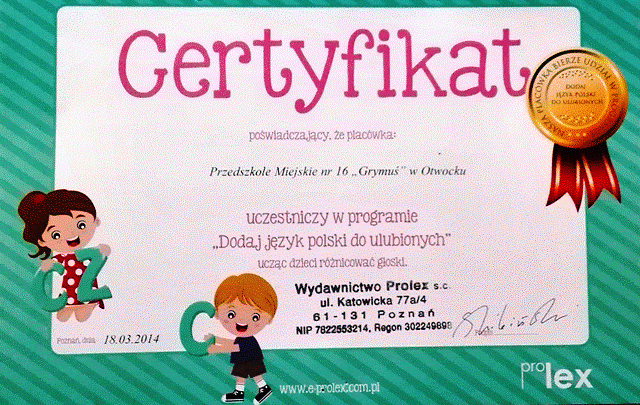 Certyfikat
NASZA PLACÓWKA BIERZE UDZIAŁ W
DODAJ
JĘZYK POLSKI
DO ULUBIONYCH
poświadczający, że placówka:
Przedszkole Miejskie nr 16 „Grymuś” w Otwocku
uczestniczy w programie
„Dodaj język polski do ulubionych”
ucząc dzieci różnicować głoski.
Wydawnictwo Prolex s.c.
ul. Katowicka 77a/4
61-131 Poznań
NIP 7822553214, Regon 302249898
CZ
C
Poznań, dnia 18.03.2014
prolex
www.e-prolex.com.pl